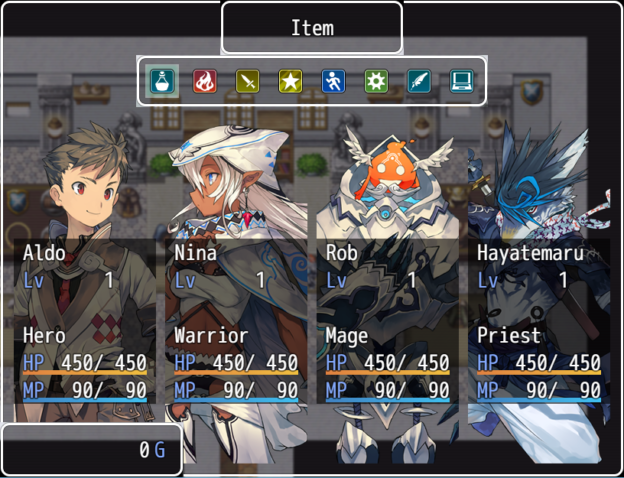 Item
Aldo
Lv 1
Hero
HP 450/ 450
MP 90/ 90
Nina
Lv 1
Warrior
HP 450/ 450
MP 90/ 90
Rob
Lv 1
Mage
HP 450/ 450
MP 90/ 90
Hayatemaru
Lv 1
Priest
HP 450/ 450
MP 90/ 90
0 G